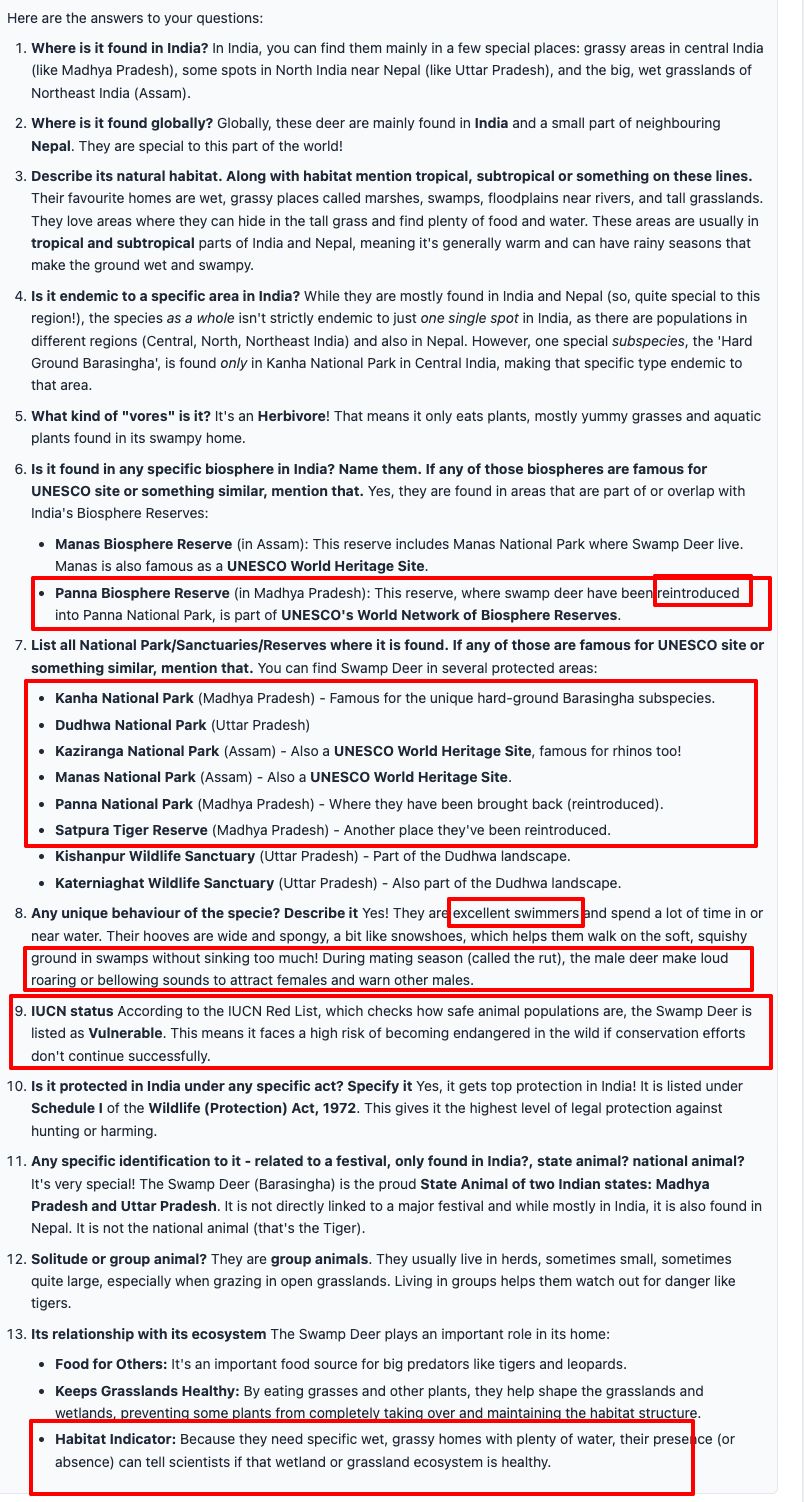 Here are the answers to your questions:
1. Where is it found in India? In India, you can find them mainly in a few special places: grassy areas in central India
(like Madhya Pradesh), some spots in North India near Nepal (like Uttar Pradesh), and the big, wet grasslands of
Northeast India (Assam).
2. Where is it found globally? Globally, these deer are mainly found in India and a small part of neighbouring
Nepal. They are special to this part of the world!
3. Describe its natural habitat. Along with habitat mention tropical, subtropical or something on these lines.
Their favourite homes are wet, grassy places called marshes, swamps, floodplains near rivers, and tall grasslands.
They love areas where they can hide in the tall grass and find plenty of food and water. These areas are usually in
tropical and subtropical parts of India and Nepal, meaning it's generally warm and can have rainy seasons that
make the ground wet and swampy.
4. Is it endemic to a specific area in India? While they are mostly found in India and Nepal (so, quite special to this
region!), the species as a whole isn't strictly endemic to just one single spot in India, as there are populations in
different regions (Central, North, Northeast India) and also in Nepal. However, one special subspecies, the 'Hard
Ground Barasingha', is found only in Kanha National Park in Central India, making that specific type endemic to
that area.
5. What kind of "vores" is it? It's an Herbivore! That means it only eats plants, mostly yummy grasses and aquatic
plants found in its swampy home.
6. Is it found in any specific biosphere in India? Name them. If any of those biospheres are famous for
UNESCO site or something similar, mention that. Yes, they are found in areas that are part of or overlap with
India's Biosphere Reserves:
• Manas Biosphere Reserve (in Assam): This reserve includes Manas National Park where Swamp Deer live.
Manas is also famous as a UNESCO World Heritage Site.
• Panna Biosphere Reserve (in Madhya Pradesh): This reserve, where swamp deer have been reintroduced
into Panna National Park, is part of UNESCO's World Network of Biosphere Reserves.
7. List all National Park/Sanctuaries/Reserves where it is found. If any of those are famous for UNESCO site or
something similar, mention that. You can find Swamp Deer in several protected areas:
• Kanha National Park (Madhya Pradesh) - Famous for the unique hard-ground Barasingha subspecies.
• Dudhwa National Park (Uttar Pradesh)
• Kaziranga National Park (Assam) - Also a UNESCO World Heritage Site, famous for rhinos too!
• Manas National Park (Assam) - Also a UNESCO World Heritage Site.
• Panna National Park (Madhya Pradesh) - Where they have been brought back (reintroduced).
• Satpura Tiger Reserve (Madhya Pradesh) - Another place they've been reintroduced.
• Kishanpur Wildlife Sanctuary (Uttar Pradesh) - Part of the Dudhwa landscape.
• Katerniaghat Wildlife Sanctuary (Uttar Pradesh) - Also part of the Dudhwa landscape.
8. Any unique behaviour of the specie? Describe it Yes! They are excellent swimmers and spend a lot of time in or
near water. Their hooves are wide and spongy, a bit like snowshoes, which helps them walk on the soft, squishy
ground in swamps without sinking too much! During mating season (called the rut), the male deer make loud
roaring or bellowing sounds to attract females and warn other males.
9. IUCN status According to the IUCN Red List, which checks how safe animal populations are, the Swamp Deer is
listed as Vulnerable. This means it faces a high risk of becoming endangered in the wild if conservation efforts
don't continue successfully.
10. Is it protected in India under any specific act? Specify it Yes, it gets top protection in India! It is listed under
Schedule I of the Wildlife (Protection) Act, 1972. This gives it the highest level of legal protection against
hunting or harming.
11. Any specific identification to it - related to a festival, only found in India?, state animal? national animal?
It's very special! The Swamp Deer (Barasingha) is the proud State Animal of two Indian states: Madhya
Pradesh and Uttar Pradesh. It is not directly linked to a major festival and while mostly in India, it is also found in
Nepal. It is not the national animal (that's the Tiger).
12. Solitude or group animal? They are group animals. They usually live in herds, sometimes small, sometimes
quite large, especially when grazing in open grasslands. Living in groups helps them watch out for danger like
tigers.
13. Its relationship with its ecosystem The Swamp Deer plays an important role in its home:
• Food for Others: It's an important food source for big predators like tigers and leopards.
• Keeps Grasslands Healthy: By eating grasses and other plants, they help shape the grasslands and
wetlands, preventing some plants from completely taking over and maintaining the habitat structure.
• Habitat Indicator: Because they need specific wet, grassy homes with plenty of water, their presence (or
absence) can tell scientists if that wetland or grassland ecosystem is healthy.